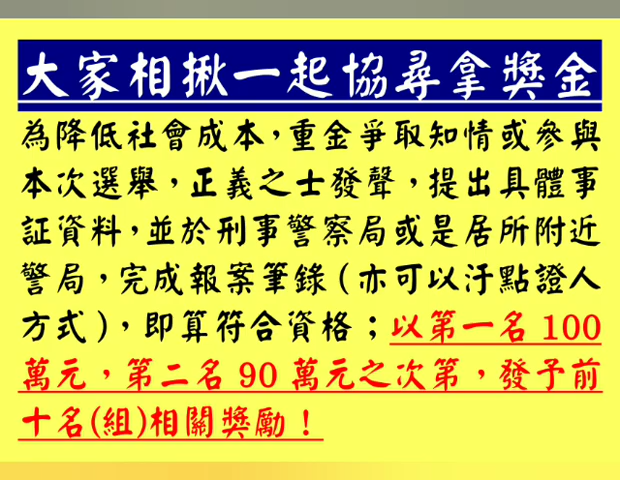 大家相揪一起協尋拿獎金
為降低社會成本,重金爭取知情或參與
本次選舉,正義之士發聲,提出具體事
証資料,並於刑事警察局或是居所附近
警局,完成報案筆錄(亦可以汙點證人
方式),即算符合資格;以第一名 100
萬元,第二名 90 萬元之次第,發予前
十名(組)相關獎勵!